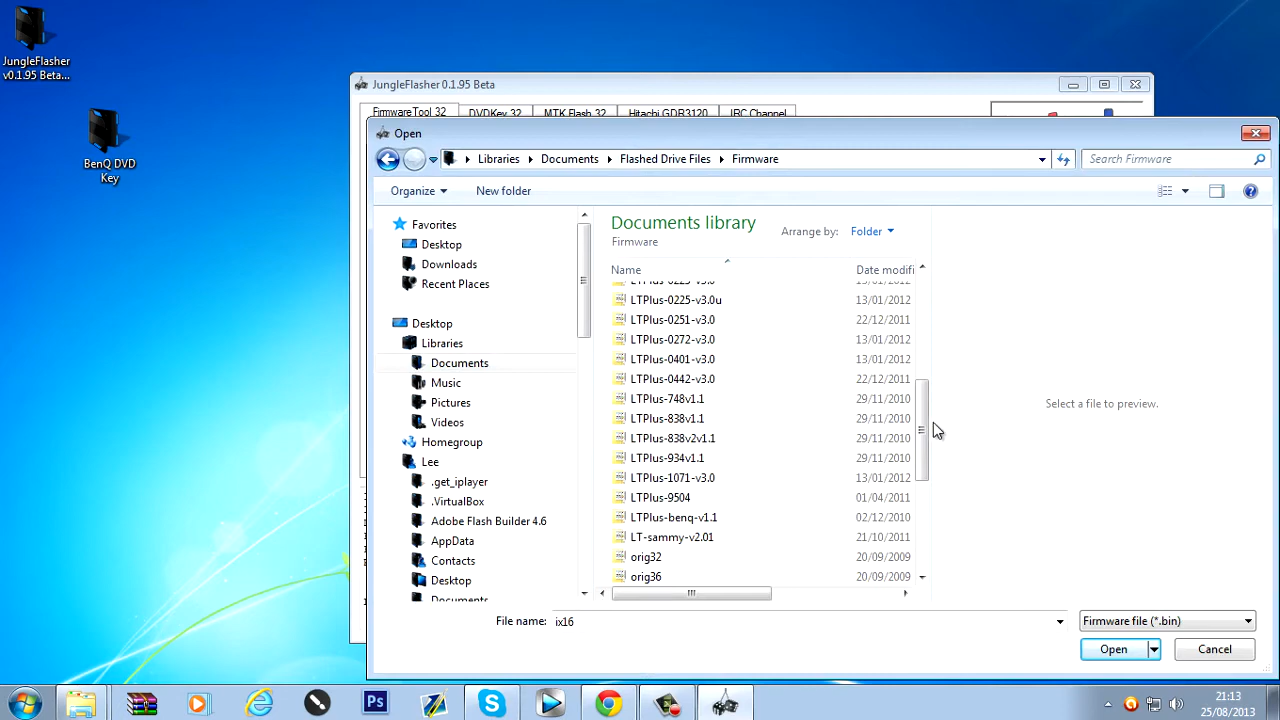 JungleFlasher
v0.1.95 Beta...
BenQ DVD
Key
JungleFlasher 0.1.95 Beta
FirmwareTool 32
DVDKey 32
MTK Flash 32
Hitachi GDR3120
IRC Channel
Open
Libraries
Documents
Flashed Drive Files
Firmware
Search Firmware
Organize
New folder
Favorites
Desktop
Downloads
Recent Places
Desktop
Libraries
Documents
Music
Pictures
Videos
Homegroup
Lee
.get_iplayer
.VirtualBox
Adobe Flash Builder 4.6
AppData
Contacts
Desktop
Documents
Documents library
Firmware
Arrange by: Folder
Name Date modifi
LTPlus-0225-v3.0u 13/01/2012
LTPlus-0251-v3.0 22/12/2011
LTPlus-0272-v3.0 13/01/2012
LTPlus-0401-v3.0 13/01/2012
LTPlus-0442-v3.0 22/12/2011
LTPlus-748v1.1 29/11/2010
LTPlus-838v1.1 29/11/2010
LTPlus-838v2v1.1 29/11/2010
LTPlus-934v1.1 29/11/2010
LTPlus-1071-v3.0 13/01/2012
LTPlus-9504 01/04/2011
LTPlus-benq-v1.1 02/12/2010
LT-sammy-v2.01 21/10/2011
orig32 20/09/2009
orig36 20/09/2009
Select a file to preview.
File name: ix16
Firmware file (*.bin)
Open
Cancel
Ps
21:13
25/08/2013